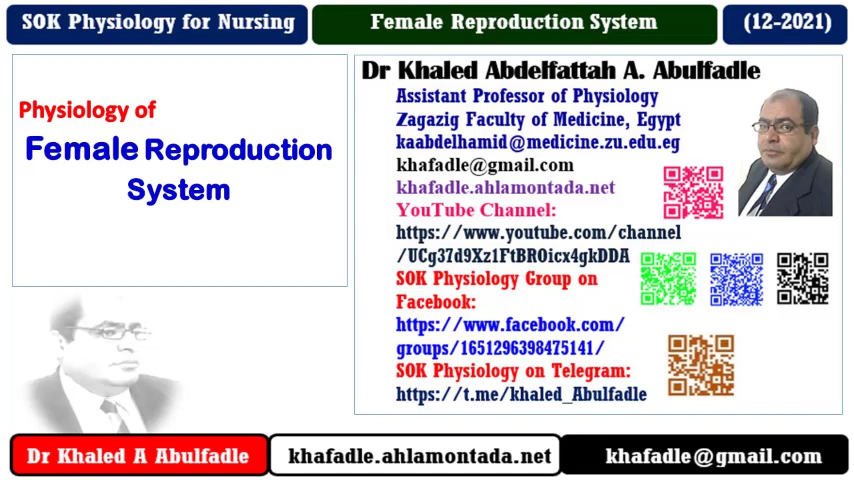 SOK Physiology for Nursing
Female Reproduction System
(12-2021)
Physiology of
Female Reproduction
System
Dr Khaled Abdelfattah A. Abulfadle
Assistant Professor of Physiology
Zagazig Faculty of Medicine, Egypt
kaabdelhamid@medicine.zu.edu.eg
khafadle@gmail.com
khafadle.ahlamontada.net
YouTube Channel:
https://www.youtube.com/channel
/UCg37d9Xz1FtBROicx4gkDDA
SOK Physiology Group on
Facebook:
https://www.facebook.com/
groups/1651296398475141/
SOK Physiology on Telegram:
https://t.me/khaled_Abulfadle
Dr Khaled A Abulfadle
khafadle.ahlamontada.net
khafadle@gmail.com